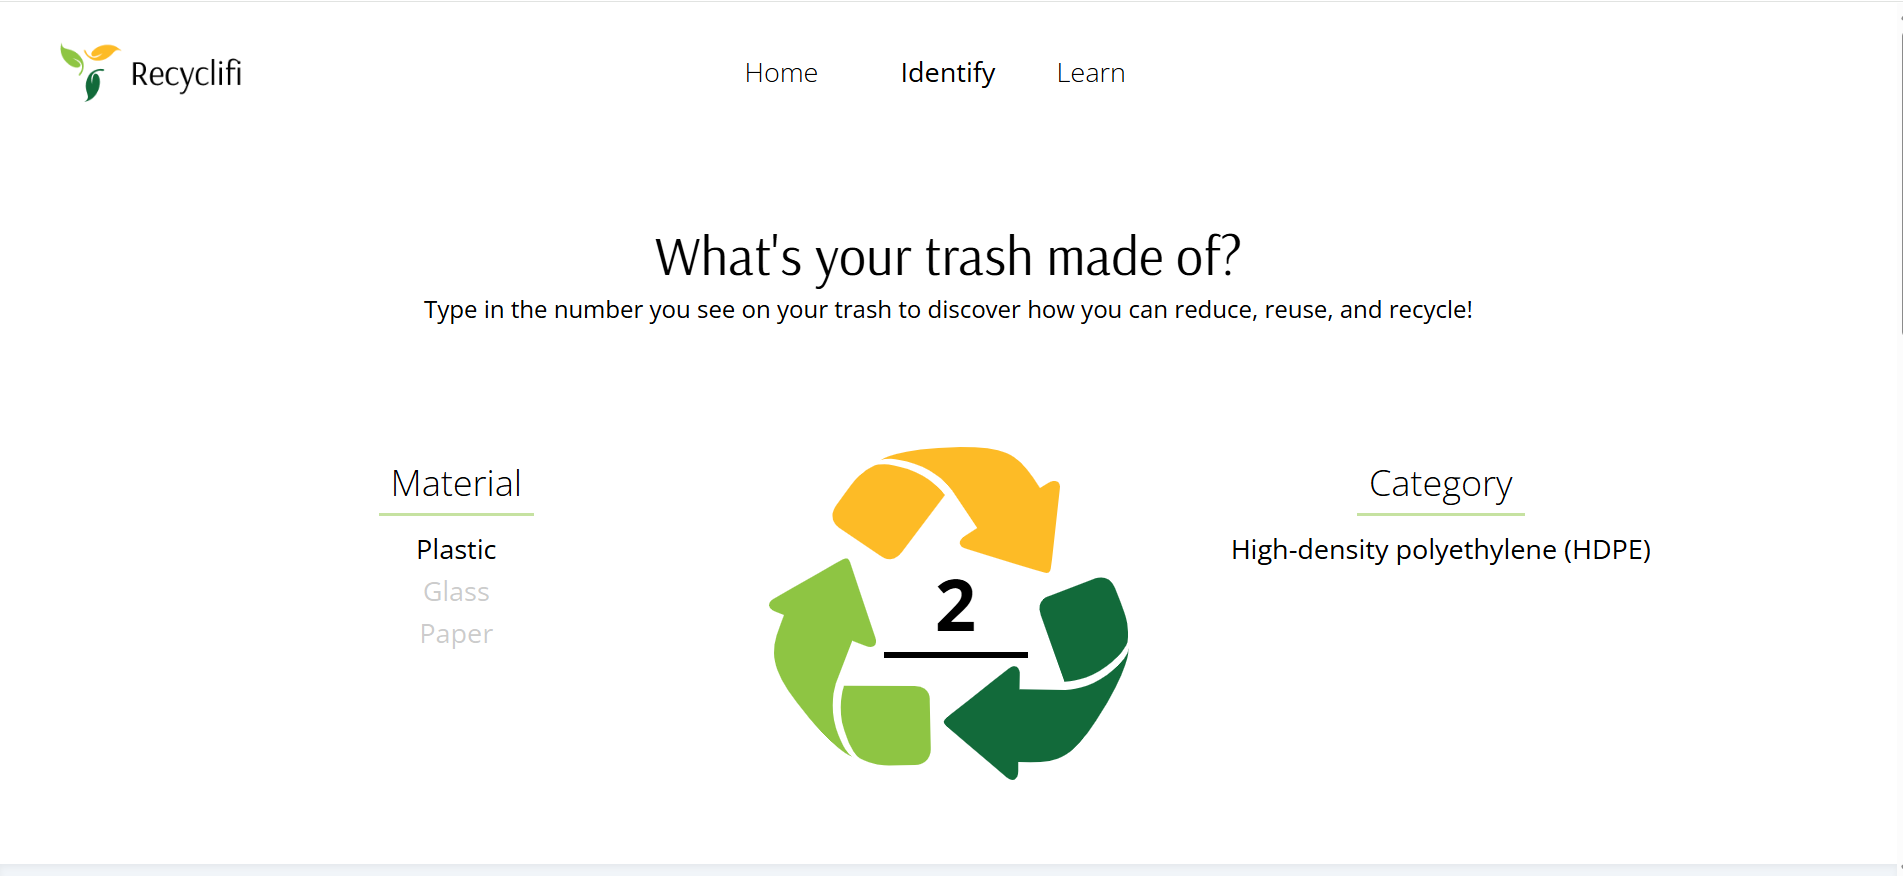 Recyclifi
Home Identify Learn
What's your trash made of?
Type in the number you see on your trash to discover how you can reduce, reuse, and recycle!
Material
Plastic
Glass
Paper
2
Category
High-density polyethylene (HDPE)